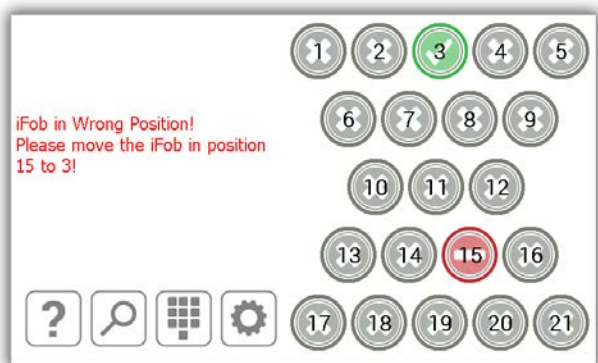 1 2 3 4 5
iFob in Wrong Position!
Please move the iFob in position
15 to 3!
6 7 8 9
10 11 12
13 14 15 16
?
17 18 19 20 21